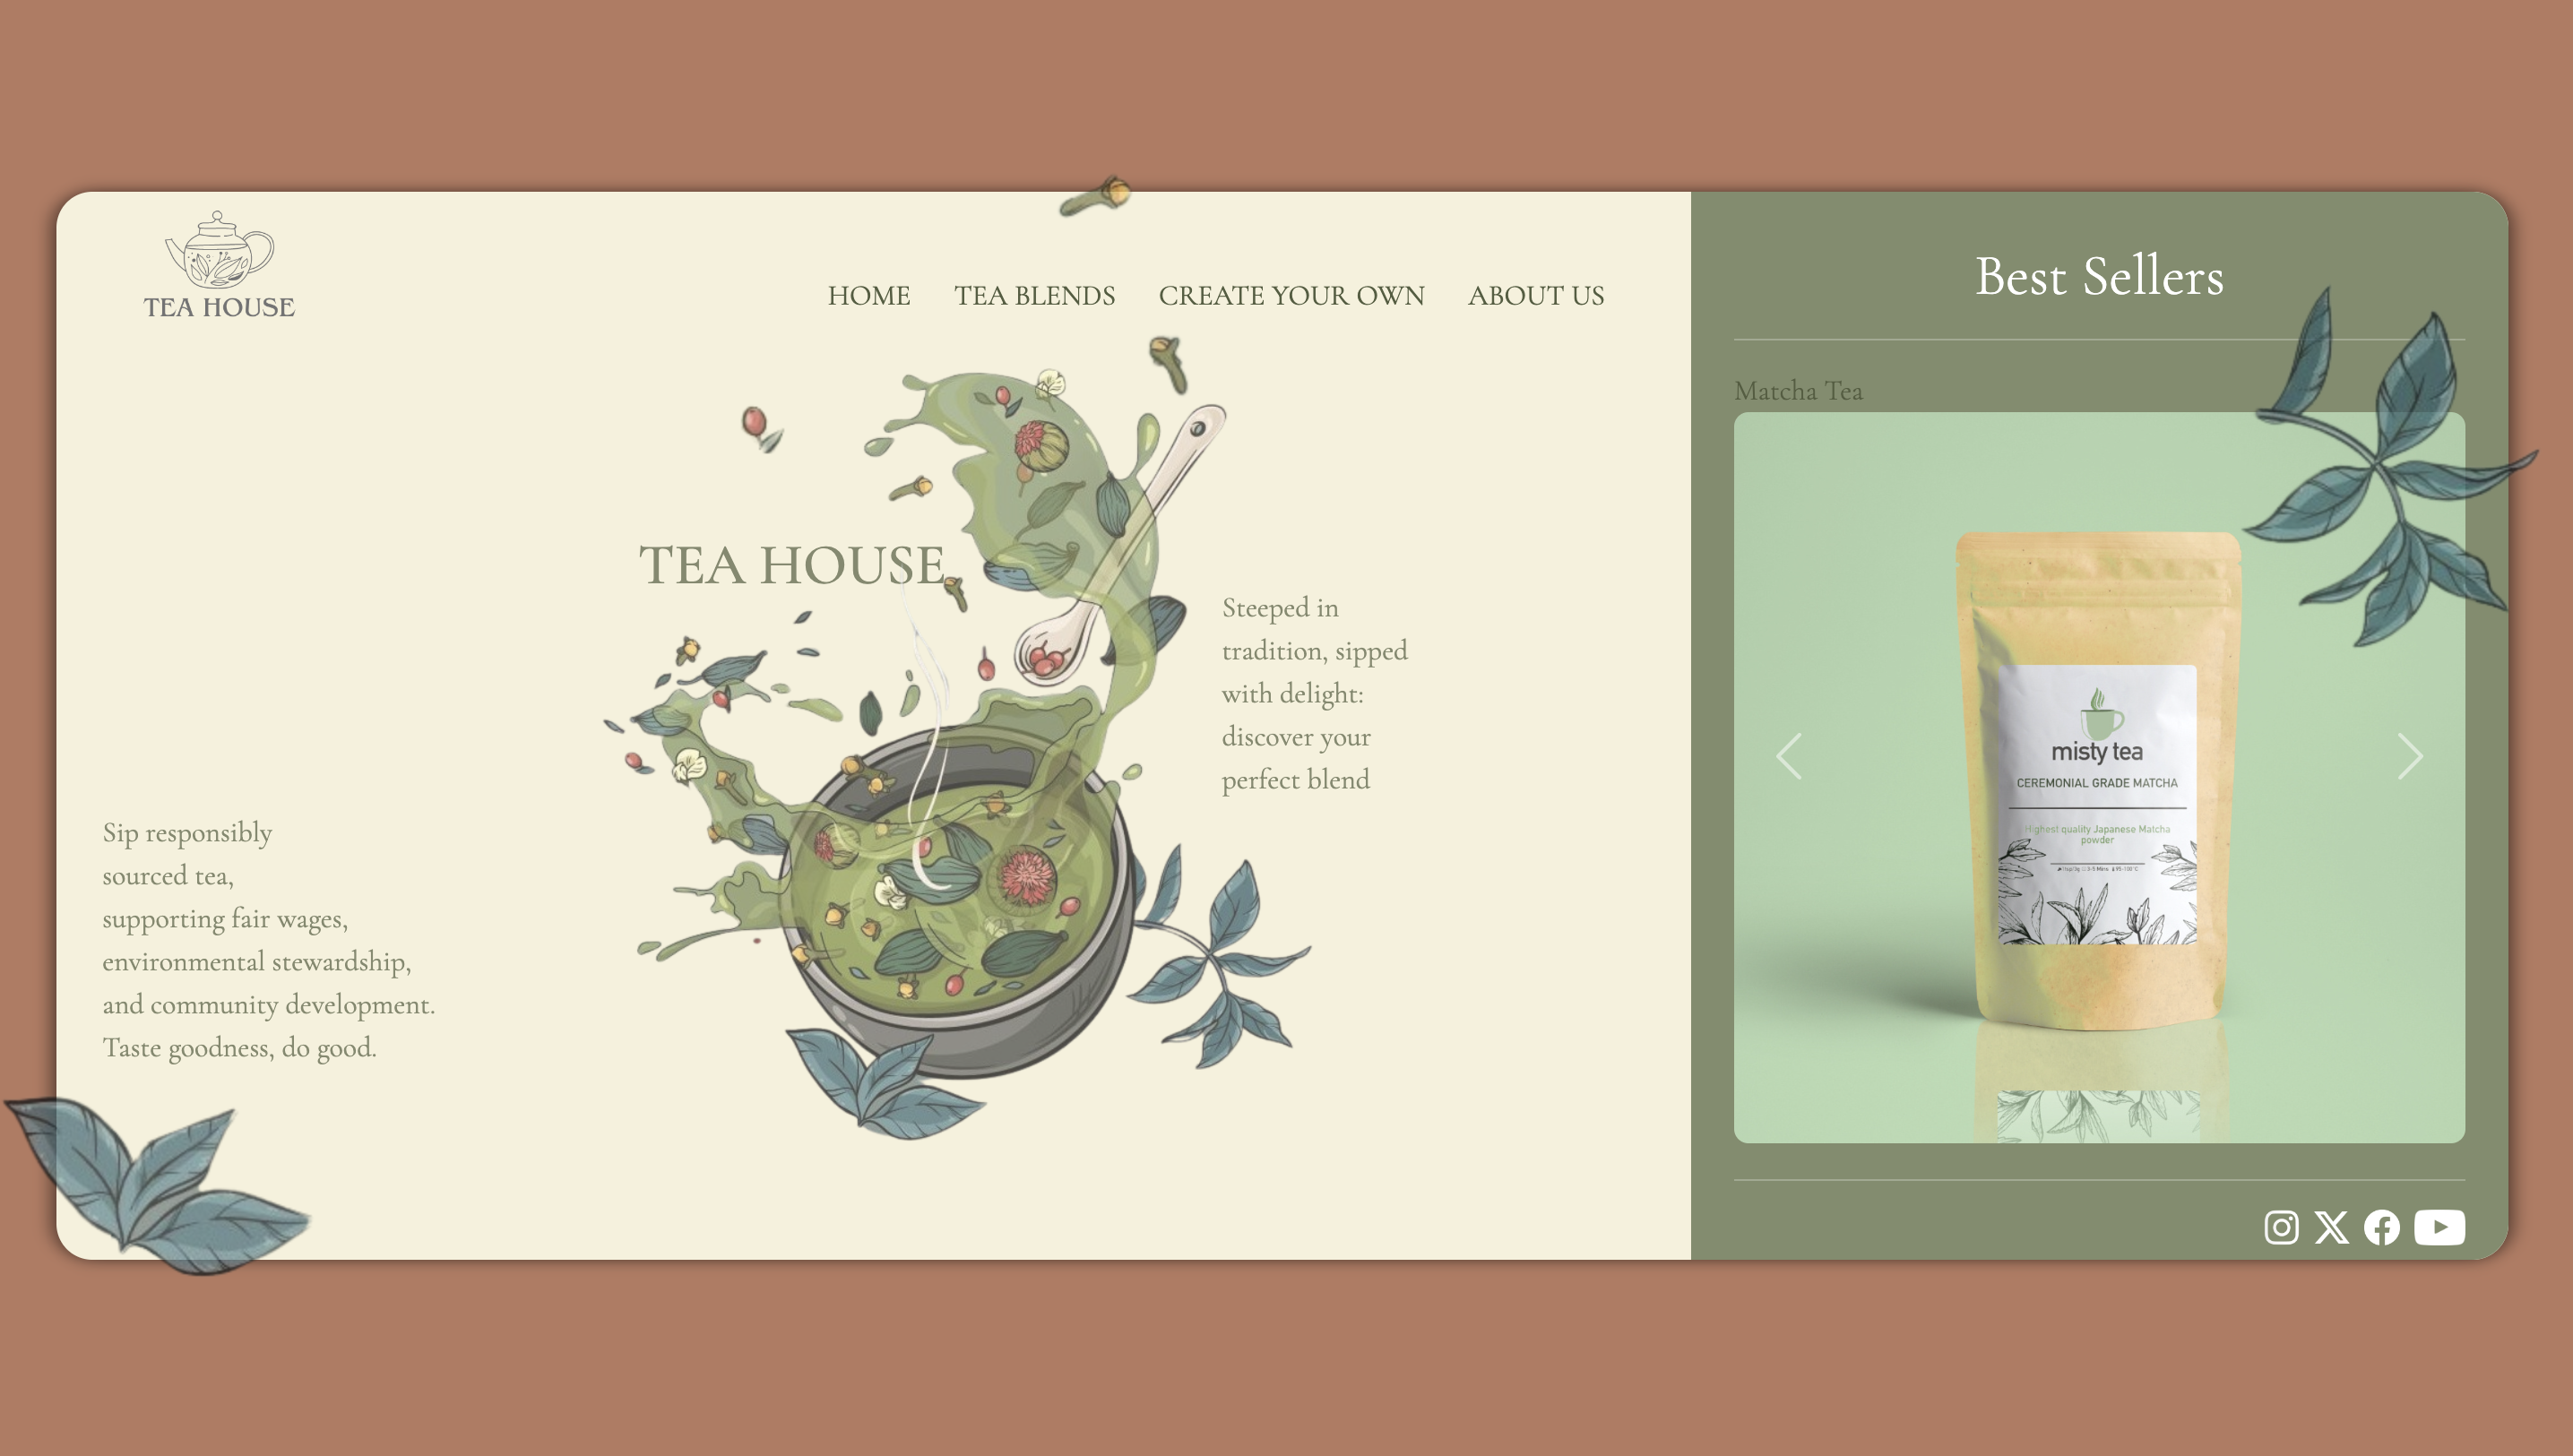 TEA HOUSE
HOME
TEA BLENDS
CREATE YOUR OWN
ABOUT US
TEA HOUSE
Steeped in
tradition, sipped
with delight:
discover your
perfect blend
Sip responsibly
sourced tea,
supporting fair wages,
environmental stewardship,
and community development.
Taste goodness, do good.
Best Sellers
Matcha Tea
misty tea
CEREMONIAL GRADE MATCHA
Highest quality Japanese Matcha
powder